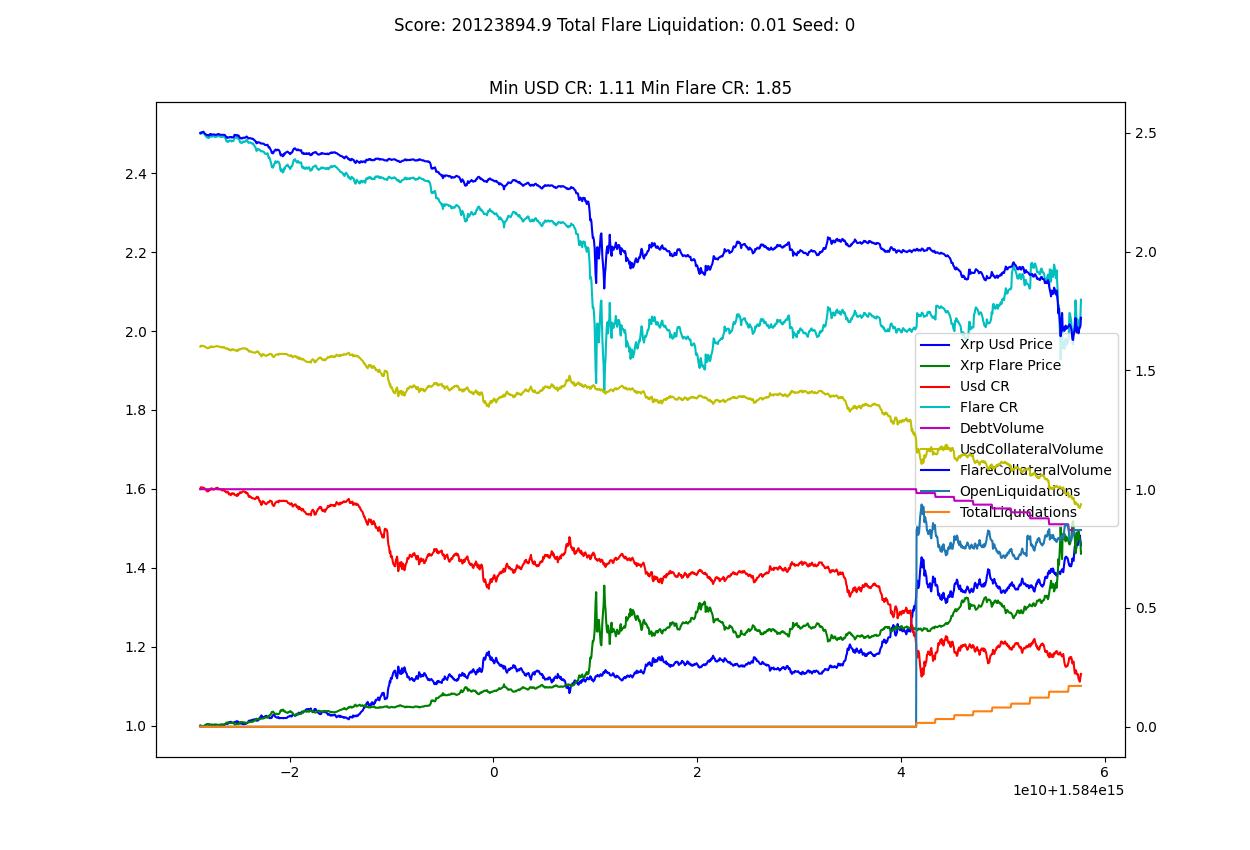 Score: 20123894.9 Total Flare Liquidation: 0.01 Seed: 0
Min USD CR: 1.11 Min Flare CR: 1.85
2.4
2.2
2.0
1.8
1.6
1.4
1.2
1.0
2.5
2.0
1.5
1.0
0.5
0.0
Xrp Usd Price
Xrp Flare Price
Usd CR
Flare CR
DebtVolume
UsdCollateralVolume
FlareCollateralVolume
OpenLiquidations
TotalLiquidations
−2
0
2
4
6
1e10+1.584e15